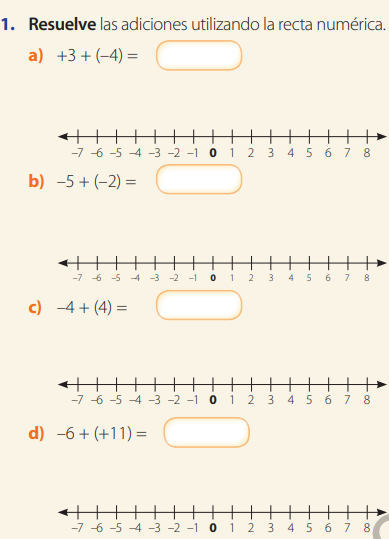 1. Resuelve las adiciones utilizando la recta numérica.
a) +3 + (–4) =
–7 –6 –5 –4 –3 –2 –1 0 1 2 3 4 5 6 7 8
b) –5 + (–2) =
–7 –6 –5 –4 –3 –2 –1 0 1 2 3 4 5 6 7 8
c) –4 + (4) =
–7 –6 –5 –4 –3 –2 –1 0 1 2 3 4 5 6 7 8
d) –6 + (+11) =
–7 –6 –5 –4 –3 –2 –1 0 1 2 3 4 5 6 7 8